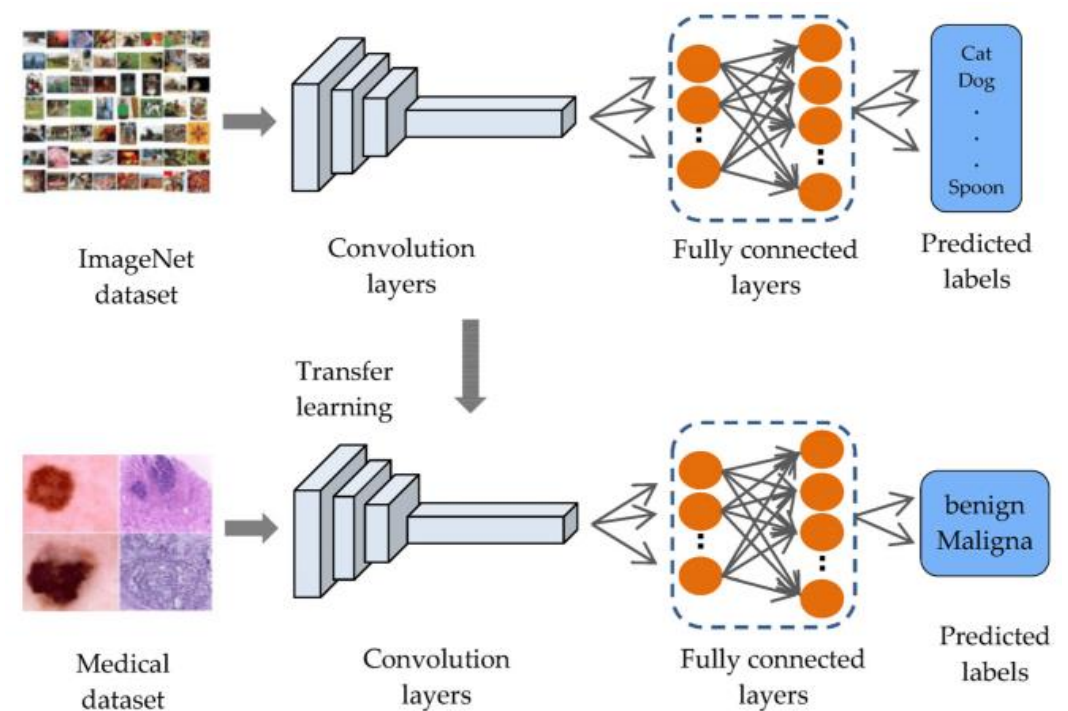 Cat
Dog
.
.
.
Spoon
ImageNet
dataset
Convolution
layers
Fully connected
layers
Predicted
labels
Transfer
learning
benign
Maligna
Medical
dataset
Convolution
layers
Fully connected
layers
Predicted
labels